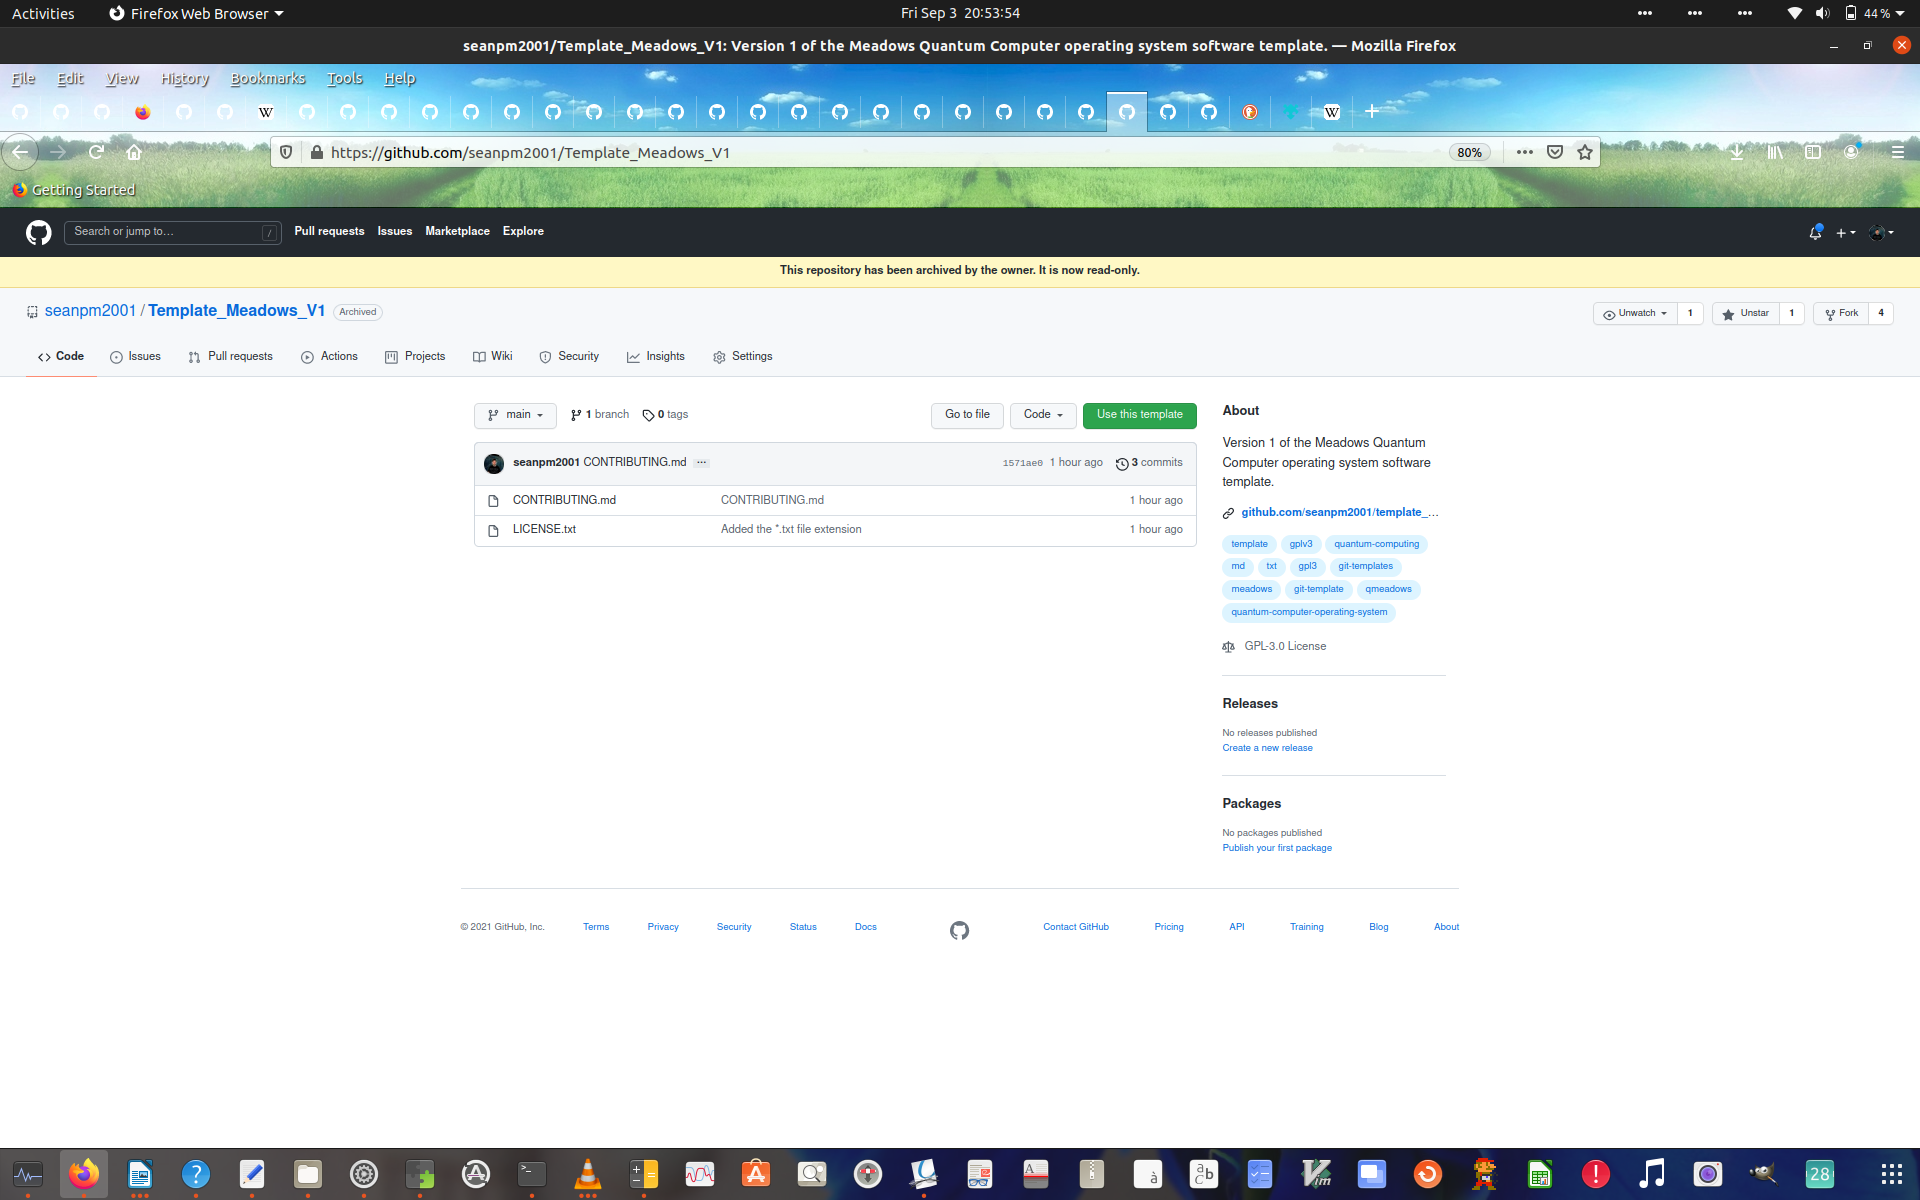 Activities Firefox Web Browser Fri Sep 3 20:53:54 44 %
seanpm2001/Template_Meadows_V1: Version 1 of the Meadows Quantum Computer operating system software template. — Mozilla Firefox
File Edit View History Bookmarks Tools Help
https://github.com/seanpm2001/Template_Meadows_V1 80%
Getting Started
Search or jump to... / Pull requests Issues Marketplace Explore
This repository has been archived by the owner. It is now read-only.
seanpm2001 / Template_Meadows_V1 Archived Unwatch 1 Unstar 1 Fork 4
Code Issues Pull requests Actions Projects Wiki Security Insights Settings
main 1 branch 0 tags Go to file Code Use this template
seanpm2001 CONTRIBUTING.md ... 1571ae0 1 hour ago 3 commits
CONTRIBUTING.md CONTRIBUTING.md 1 hour ago
LICENSE.txt Added the *.txt file extension 1 hour ago
About
Version 1 of the Meadows Quantum
Computer operating system software
template.
github.com/seanpm2001/template_...
template gplv3 quantum-computing
md txt gpl3 git-templates
meadows git-template qmeadows
quantum-computer-operating-system
GPL-3.0 License
Releases
No releases published
Create a new release
Packages
No packages published
Publish your first package
© 2021 GitHub, Inc. Terms Privacy Security Status Docs Contact GitHub Pricing API Training Blog About
28